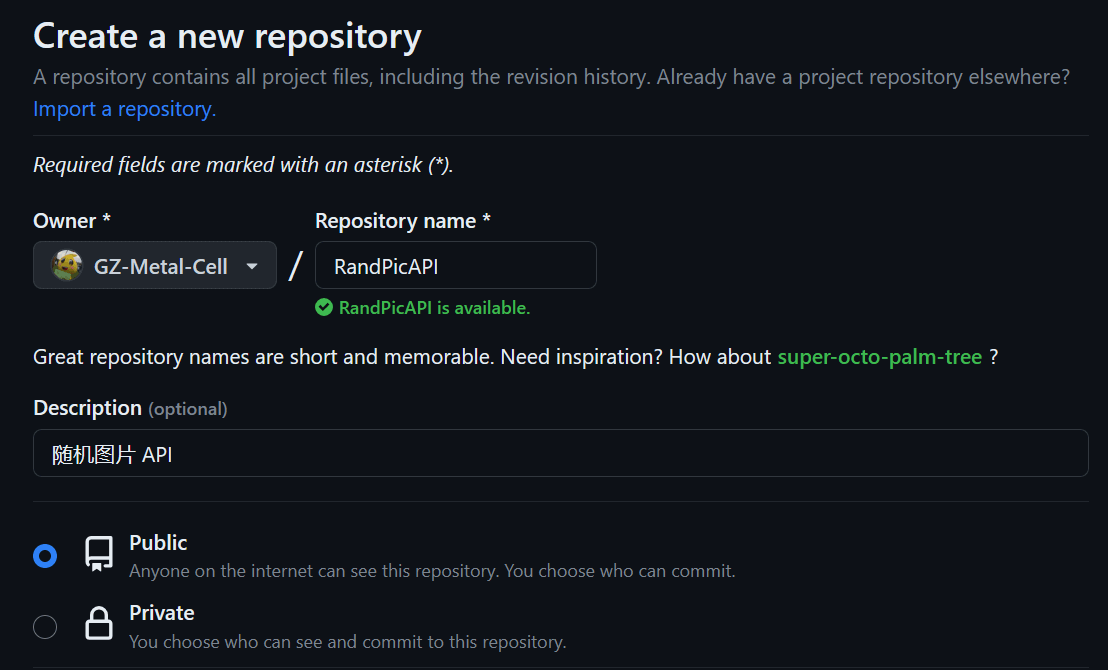 Create a new repository
A repository contains all project files, including the revision history. Already have a project repository elsewhere?
Import a repository.
Required fields are marked with an asterisk (*).
Owner * Repository name *
GZ-Metal-Cell / RandPicAPI
RandPicAPI is available.
Great repository names are short and memorable. Need inspiration? How about super-octo-palm-tree ?
Description (optional)
随机图片 API
Public
Anyone on the internet can see this repository. You choose who can commit.
Private
You choose who can see and commit to this repository.